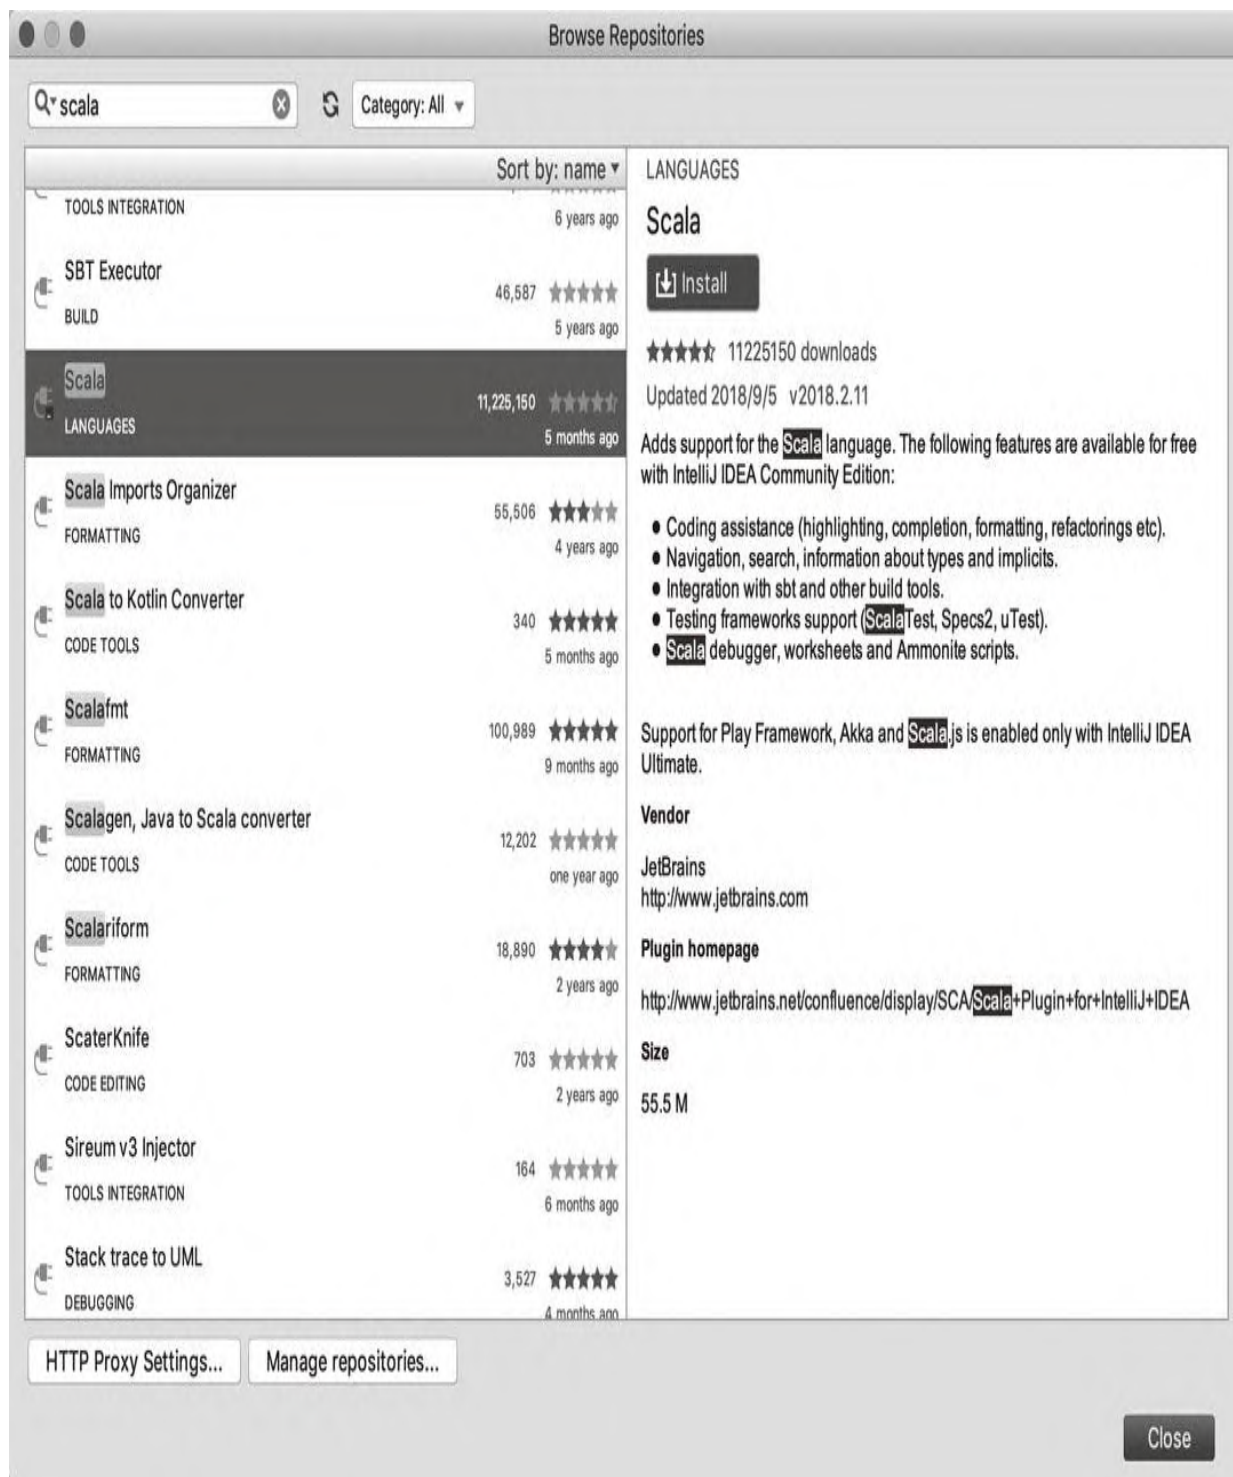 Browse Repositories
scala
Category: All
Sort by: name
TOOLS INTEGRATION
6 years ago
SBT Executor
46,587
BUILD
5 years ago
Scala
11,225,150
LANGUAGES
5 months ago
Scala Imports Organizer
55,506
FORMATTING
4 years ago
Scala to Kotlin Converter
340
CODE TOOLS
5 months ago
Scalafmt
100,989
FORMATTING
9 months ago
Scalagen, Java to Scala converter
12,202
CODE TOOLS
one year ago
Scalariform
18,890
FORMATTING
2 years ago
ScaterKnife
703
CODE EDITING
2 years ago
Sireum v3 Injector
164
TOOLS INTEGRATION
6 months ago
Stack trace to UML
3,527
DEBUGGING
4 months ago
LANGUAGES
Scala
Install
11225150 downloads
Updated 2018/9/5 v2018.2.11
Adds support for the Scala language. The following features are available for free
with IntelliJ IDEA Community Edition:
● Coding assistance (highlighting, completion, formatting, refactorings etc).
● Navigation, search, information about types and implicits.
● Integration with sbt and other build tools.
● Testing frameworks support (ScalaTest, Specs2, uTest).
● Scala debugger, worksheets and Ammonite scripts.
Support for Play Framework, Akka and Scala.js is enabled only with IntelliJ IDEA
Ultimate.
Vendor
JetBrains
http://www.jetbrains.com
Plugin homepage
http://www.jetbrains.net/confluence/display/SCA/Scala+Plugin+for+IntelliJ+IDEA
Size
55.5 M
HTTP Proxy Settings...
Manage repositories...
Close